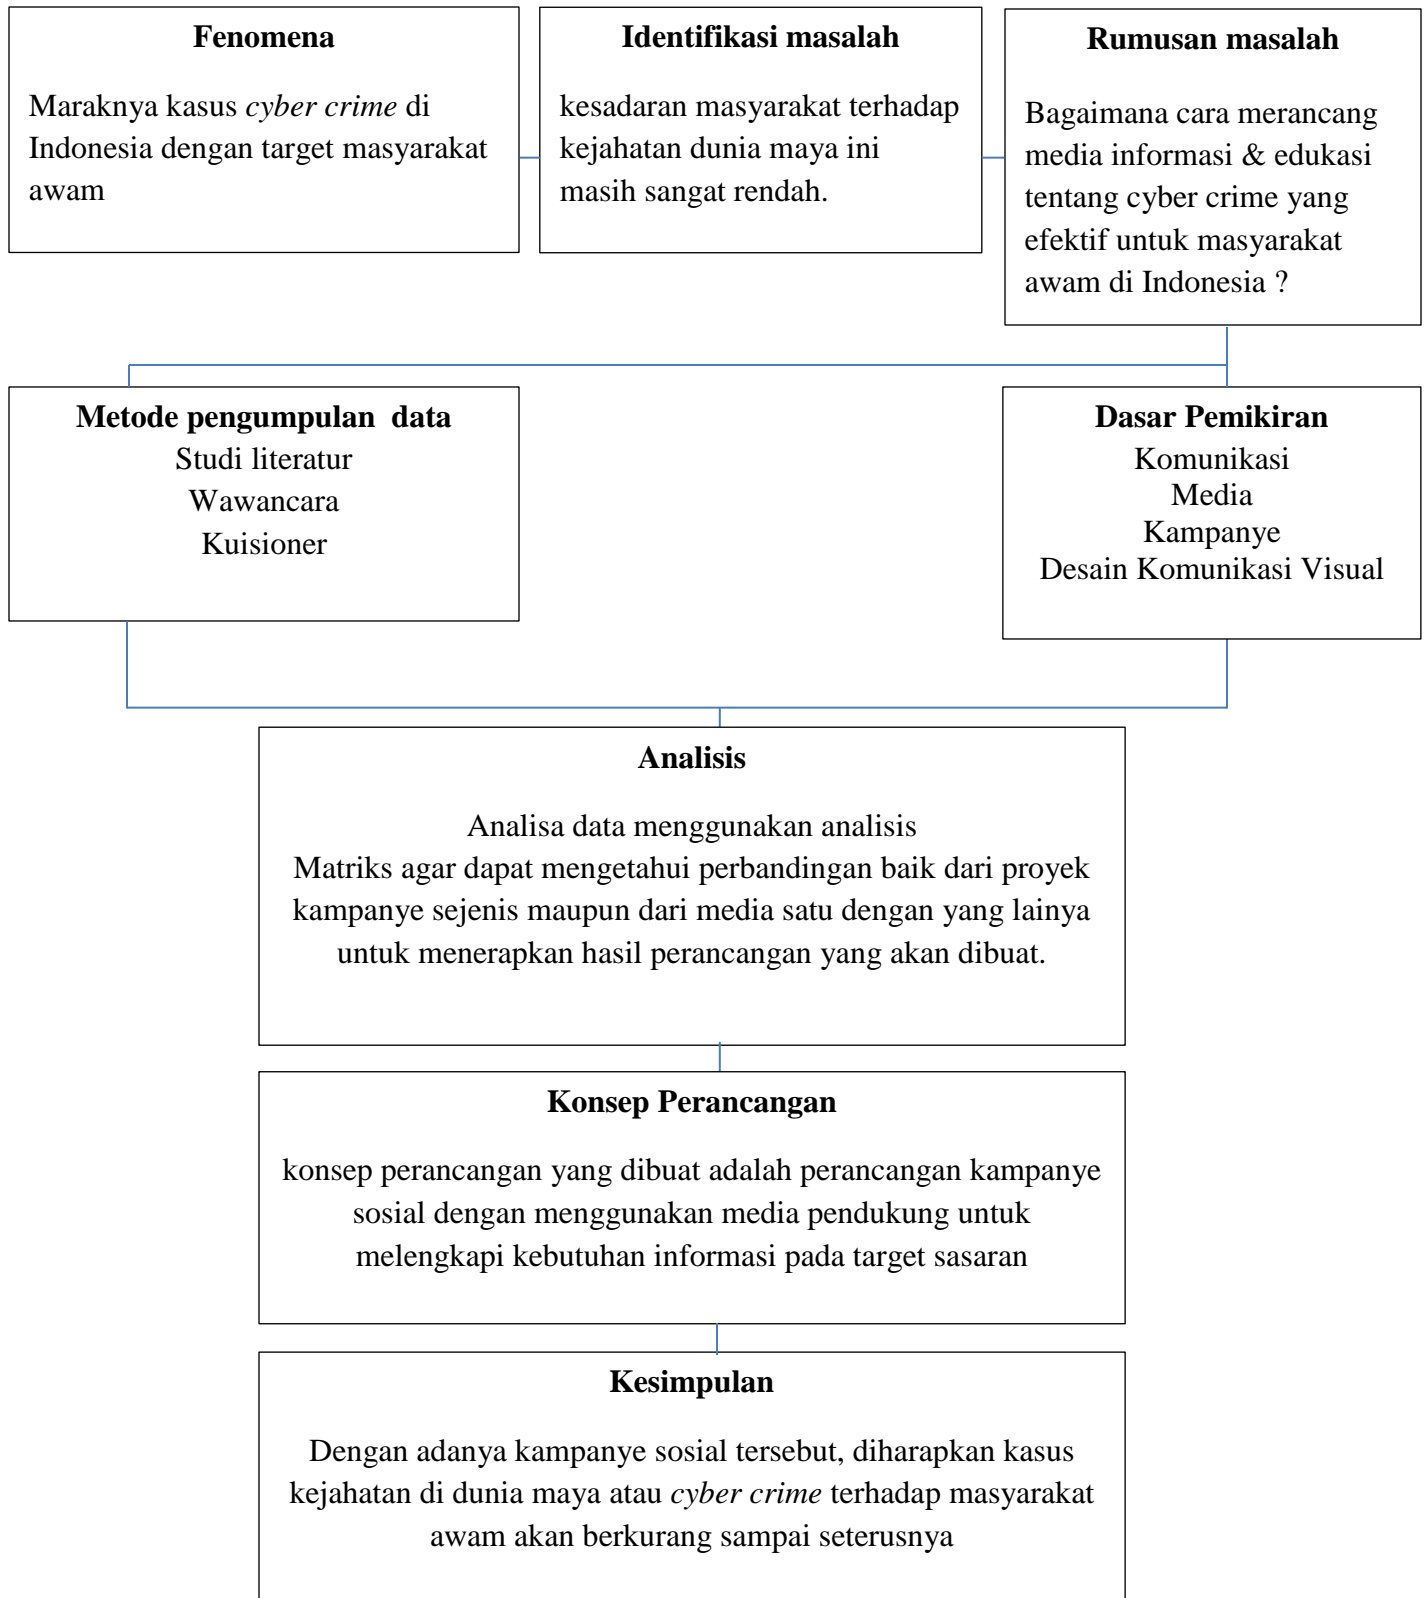 Fenomena
Maraknya kasus cyber crime di
Indonesia dengan target masyarakat
awam
Identifikasi masalah
kesadaran masyarakat terhadap
kejahatan dunia maya ini
masih sangat rendah.
Rumusan masalah
Bagaimana cara merancang
media informasi & edukasi
tentang cyber crime yang
efektif untuk masyarakat
awam di Indonesia ?
Metode pengumpulan  data
Studi literatur
Wawancara
Kuisioner
Dasar Pemikiran
Komunikasi
Media
Kampanye
Desain Komunikasi Visual
Analisis
Analisa data menggunakan analisis
Matriks agar dapat mengetahui perbandingan baik dari proyek
kampanye sejenis maupun dari media satu dengan yang lainya
untuk menerapkan hasil perancangan yang akan dibuat.
Konsep Perancangan
konsep perancangan yang dibuat adalah perancangan kampanye
sosial dengan menggunakan media pendukung untuk
melengkapi kebutuhan informasi pada target sasaran
Kesimpulan
Dengan adanya kampanye sosial tersebut, diharapkan kasus
kejahatan di dunia maya atau cyber crime terhadap masyarakat
awam akan berkurang sampai seterusnya